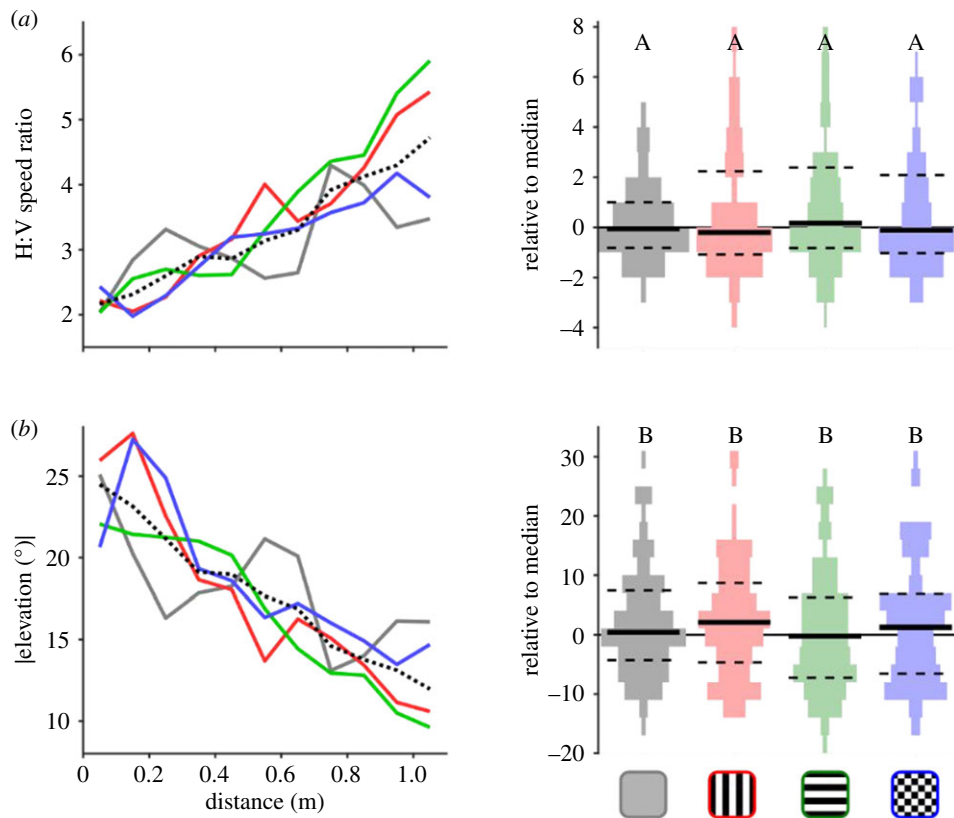 (a)
H:V speed ratio
6
5
4
3
2
relative to median
8
6
4
2
0
–2
–4
A A A A
(b)
|elevation (°)|
25
20
15
10
0 0.2 0.4 0.6 0.8 1.0
distance (m)
relative to median
30
20
10
0
–10
–20
B B B B